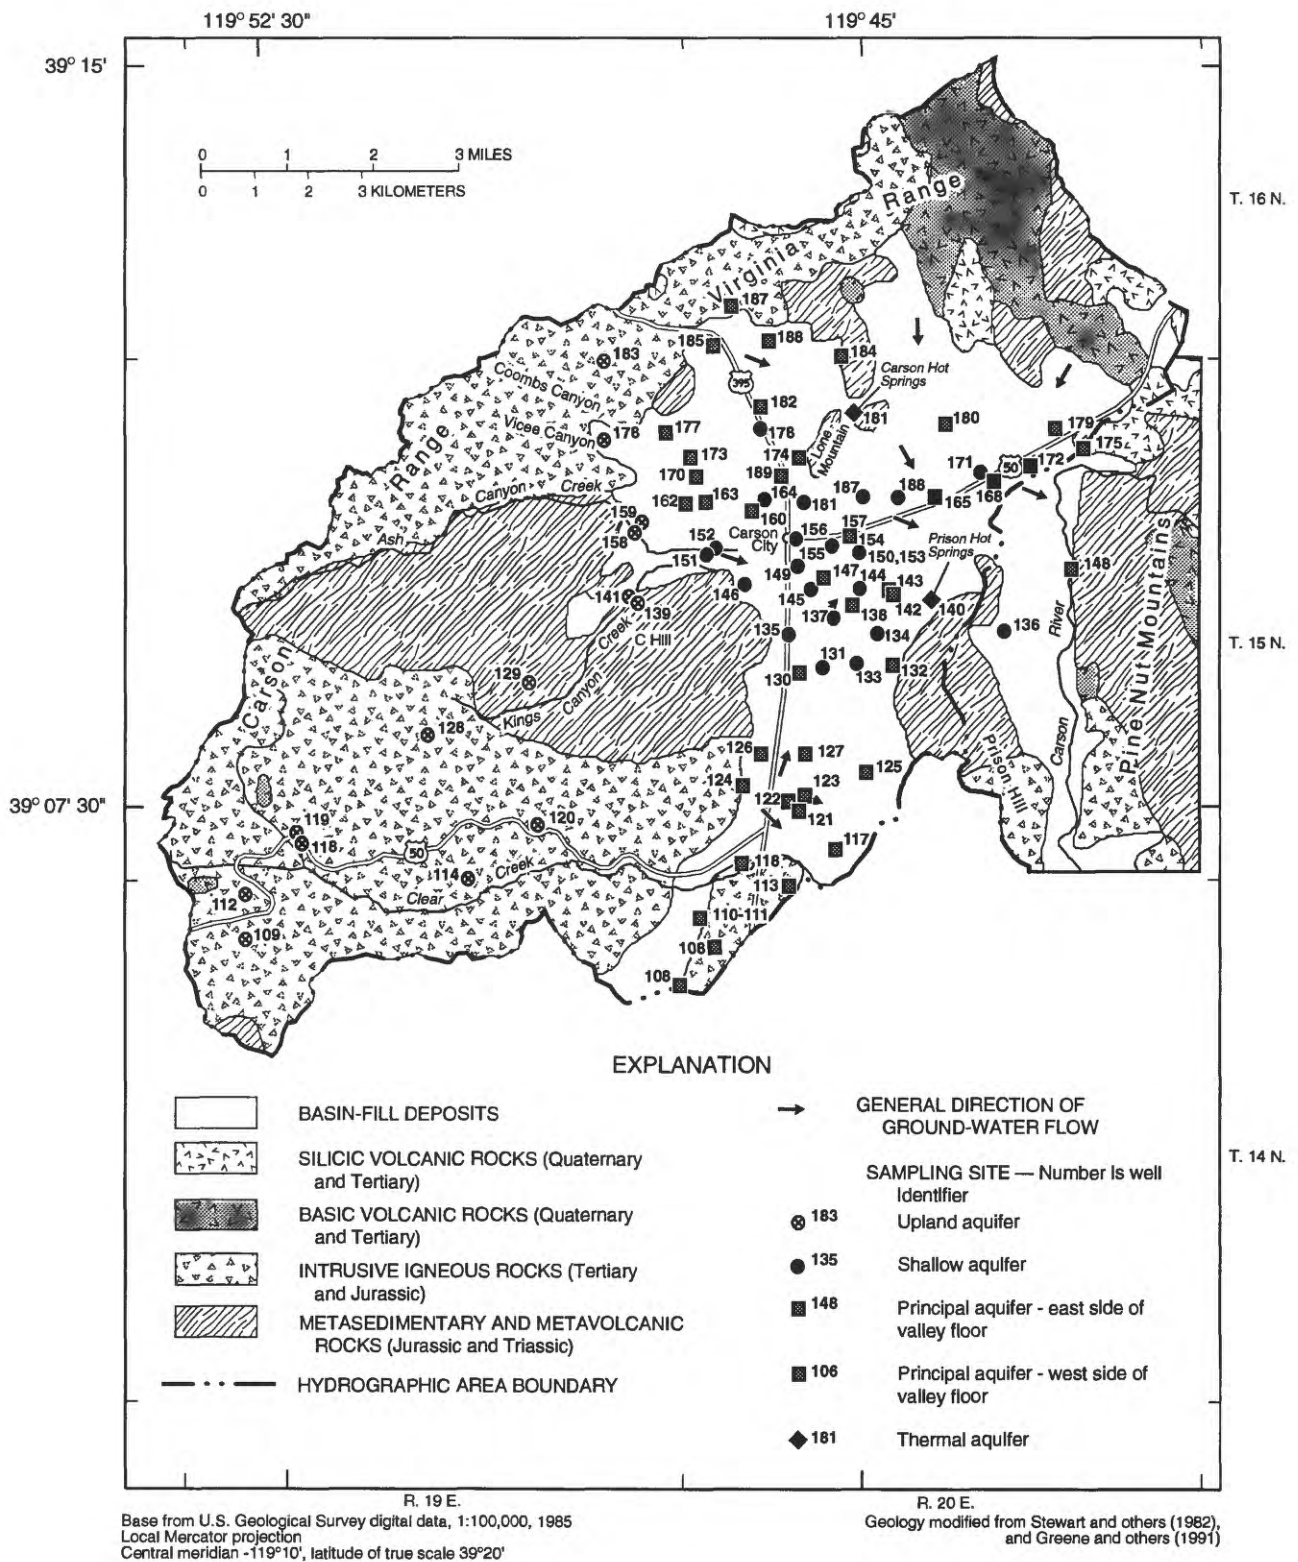 119° 52' 30"
119° 45'
39° 15'
T. 16 N.
0 1 2 3 MILES
0 1 2 3 KILOMETERS
Virginia Range
187
188
185
184
183
395
Carson Hot
Springs
Coombs Canyon
182
181
180
178
Vicee Canyon
177
178
179
Lone
Mountain
175
173
174
172
171
50
170
189
168
Range
Canyon Creek
162
163
164
181
187
188
165
160
159
158
Ash
152
151
Carson
City
156
157
154
155
150,153
Prison Hot
Springs
149
147
144
143
148
146
145
142
140
141
139
137
138
136
River
C Hill
135
134
T. 15 N.
131
133
132
130
129
Kings Canyon Creek
Carson
128
126
127
Prison Hill
Carson
Pine Nut Mountains
124
125
123
122
121
39° 07' 30"
119
118
120
50
117
118
114
Clear Creek
113
112
110-111
109
108
108
EXPLANATION
BASIN-FILL DEPOSITS
SILICIC VOLCANIC ROCKS (Quaternary
and Tertiary)
BASIC VOLCANIC ROCKS (Quaternary
and Tertiary)
INTRUSIVE IGNEOUS ROCKS (Tertiary
and Jurassic)
METASEDIMENTARY AND METAVOLCANIC
ROCKS (Jurassic and Triassic)
HYDROGRAPHIC AREA BOUNDARY
GENERAL DIRECTION OF
GROUND-WATER FLOW
SAMPLING SITE — Number is well
identifier
183 Upland aquifer
135 Shallow aquifer
148 Principal aquifer - east side of
valley floor
106 Principal aquifer - west side of
valley floor
181 Thermal aquifer
T. 14 N.
R. 19 E.
R. 20 E.
Base from U.S. Geological Survey digital data, 1:100,000, 1985
Local Mercator projection
Central meridian -119°10', latitude of true scale 39°20'
Geology modified from Stewart and others (1982),
and Greene and others (1991)